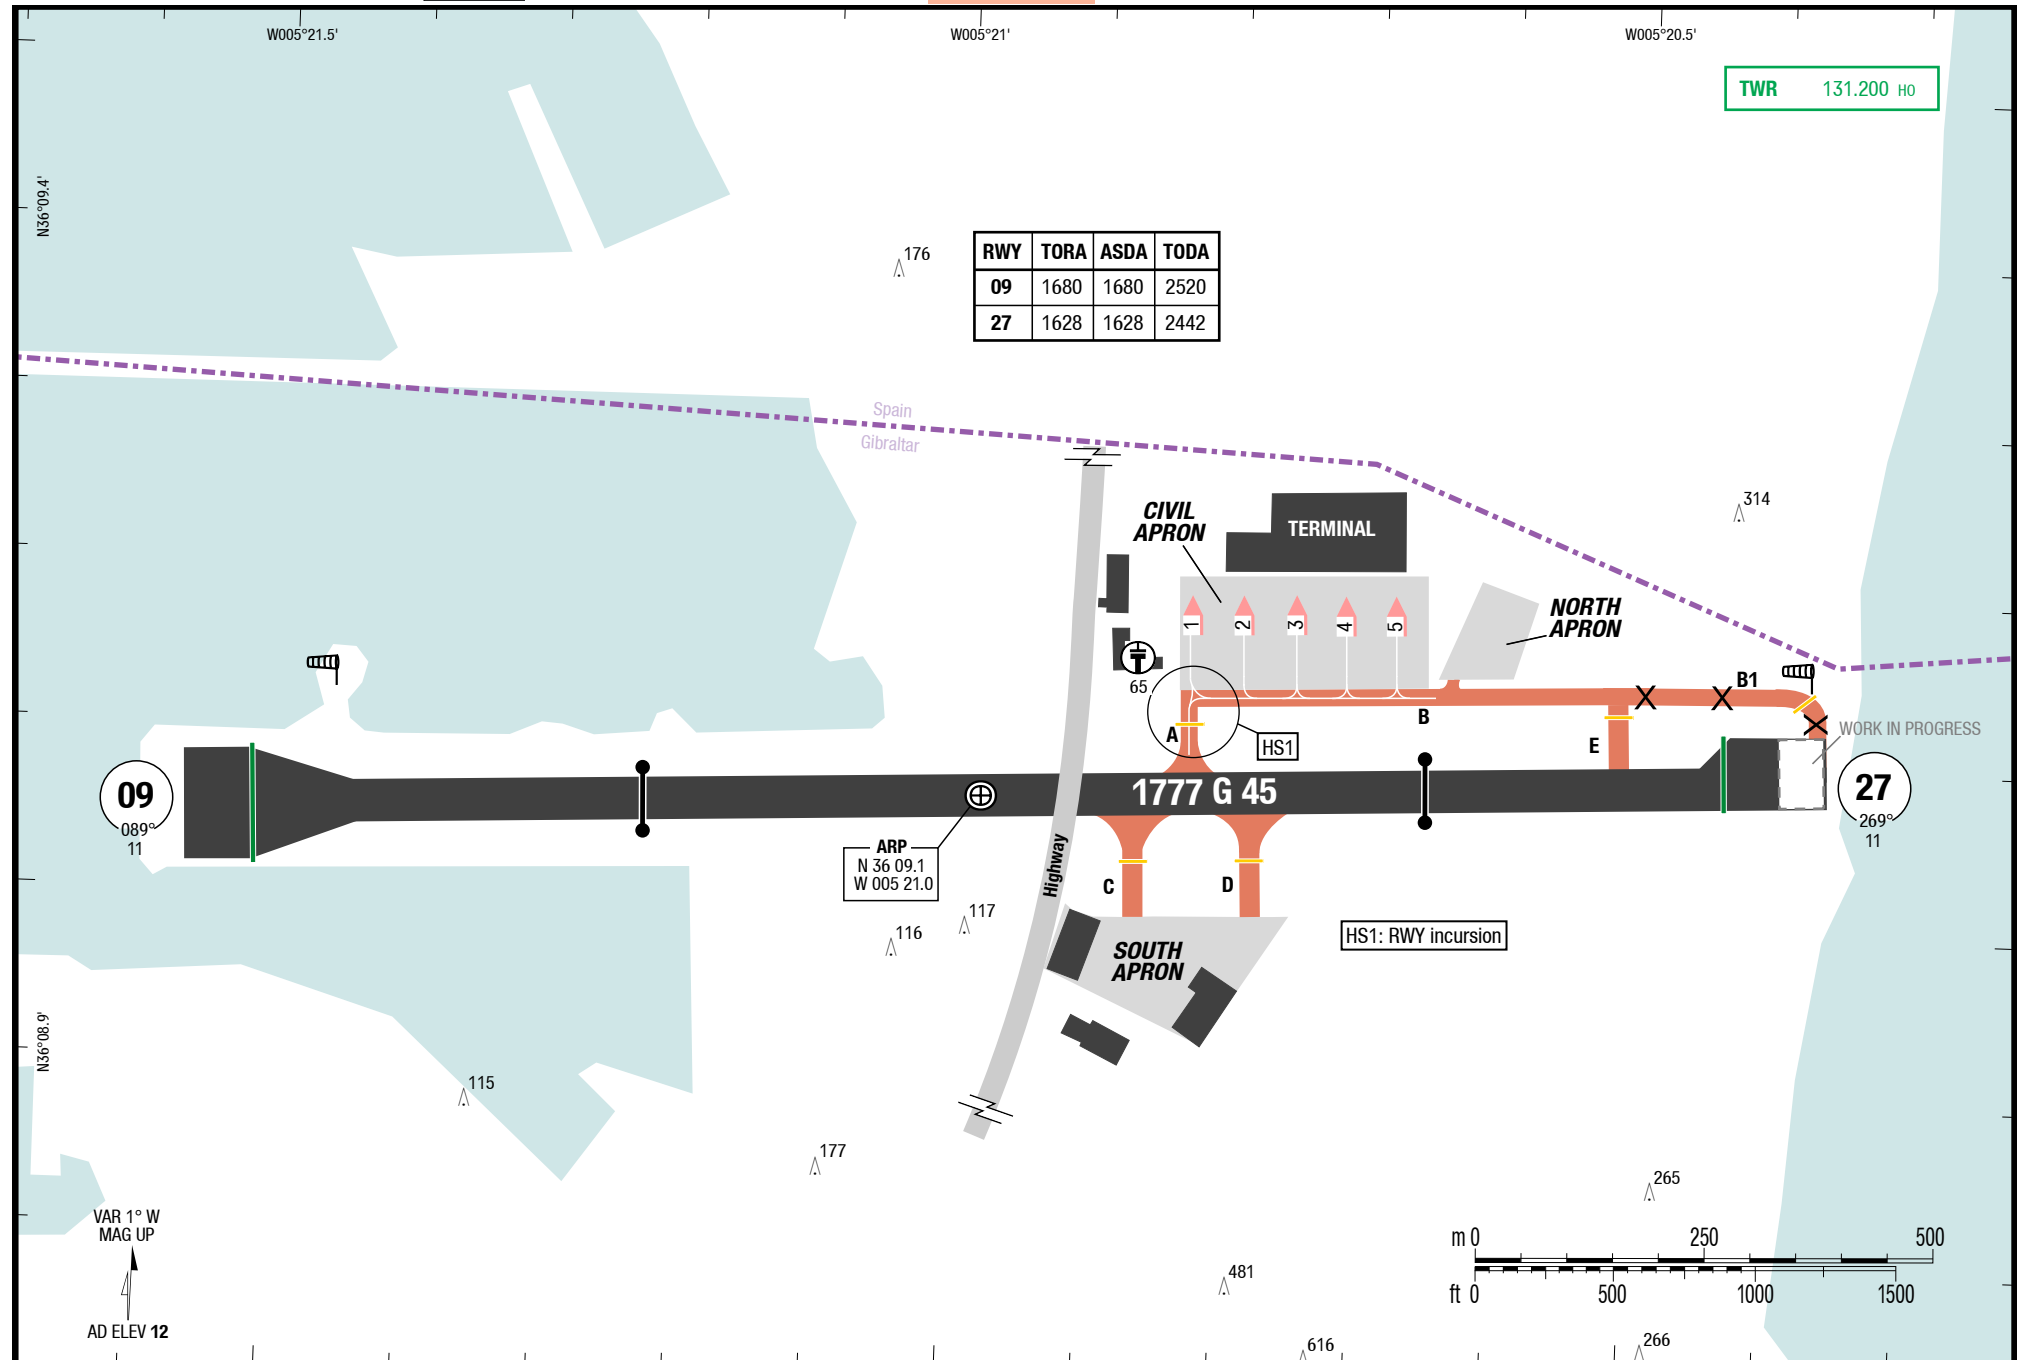 W005°21.5'
W005°21'
W005°20.5'
TWR 131.200 HO
N36°09.4'
176
RWY TORA ASDA TODA
09 1680 1680 2520
27 1628 1628 2442
Spain
Gibraltar
314
CIVIL
APRON
TERMINAL
NORTH
APRON
1 2 3 4 5
65
B1
B
A
HS1
E
WORK IN PROGRESS
09
089°
11
1777 G 45
27
269°
11
ARP
N 36 09.1
W 005 21.0
Highway
C
D
117
116
HS1: RWY incursion
SOUTH
APRON
N36°08.9'
115
177
265
VAR 1° W
MAG UP
m 0 250 500
481
ft 0 500 1000 1500
AD ELEV 12
616
266